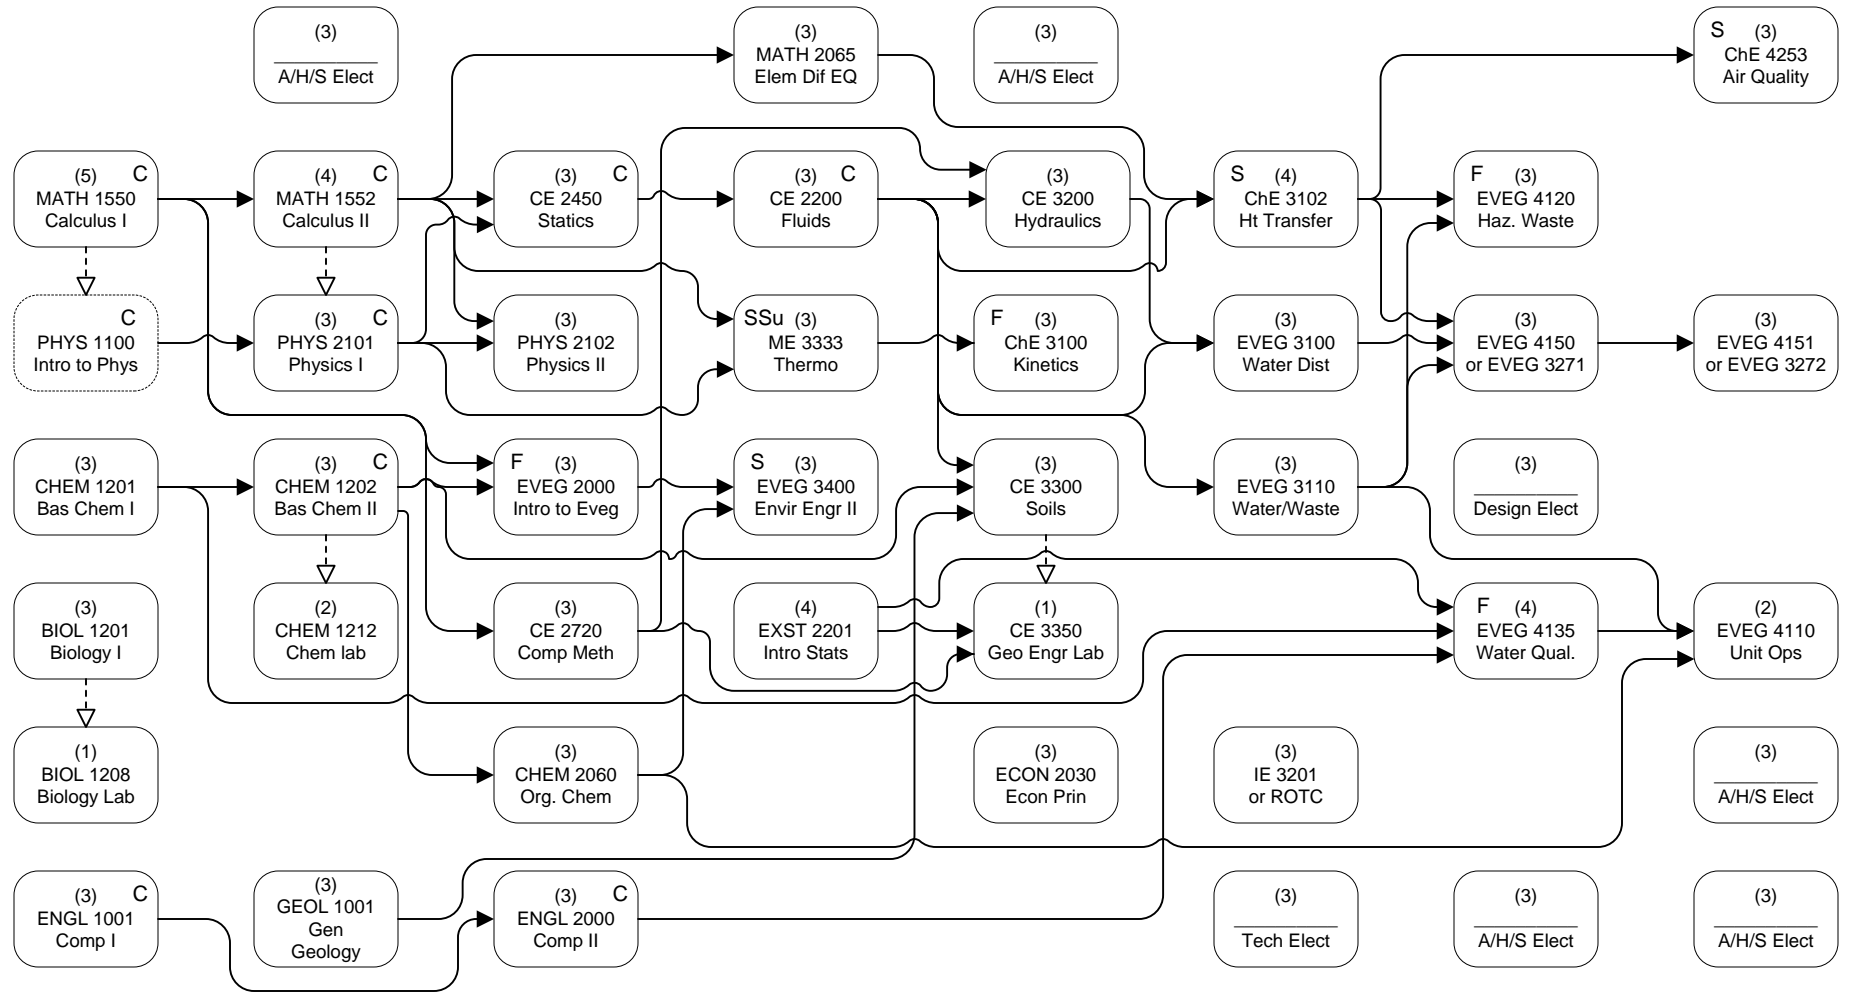 (3)
__________
A/H/S Elect
(3)
MATH 2065
Elem Dif EQ
(3)
__________
A/H/S Elect
S (3)
ChE 4253
Air Quality
(5) C
MATH 1550
Calculus I
(4) C
MATH 1552
Calculus II
(3) C
CE 2450
Statics
(3) C
CE 2200
Fluids
(3)
CE 3200
Hydraulics
S (4)
ChE 3102
Ht Transfer
F (3)
EVEG 4120
Haz. Waste
C
PHYS 1100
Intro to Phys
(3) C
PHYS 2101
Physics I
(3)
PHYS 2102
Physics II
SSu (3)
ME 3333
Thermo
F (3)
ChE 3100
Kinetics
(3)
EVEG 3100
Water Dist
(3)
EVEG 4150
or EVEG 3271
(3)
EVEG 4151
or EVEG 3272
(3)
CHEM 1201
Bas Chem I
(3) C
CHEM 1202
Bas Chem II
F (3)
EVEG 2000
Intro to Eveg
S (3)
EVEG 3400
Envir Engr II
(3)
CE 3300
Soils
(3)
EVEG 3110
Water/Waste
(3)
__________
Design Elect
(3)
BIOL 1201
Biology I
(2)
CHEM 1212
Chem lab
(3)
CE 2720
Comp Meth
(4)
EXST 2201
Intro Stats
(1)
CE 3350
Geo Engr Lab
F (4)
EVEG 4135
Water Qual.
(2)
EVEG 4110
Unit Ops
(1)
BIOL 1208
Biology Lab
(3)
CHEM 2060
Org. Chem
(3)
ECON 2030
Econ Prin
(3)
IE 3201
or ROTC
(3)
___________
A/H/S Elect
(3) C
ENGL 1001
Comp I
(3)
GEOL 1001
Gen
Geology
(3) C
ENGL 2000
Comp II
(3)
__________
Tech Elect
(3)
___________
A/H/S Elect
(3)
___________
A/H/S Elect